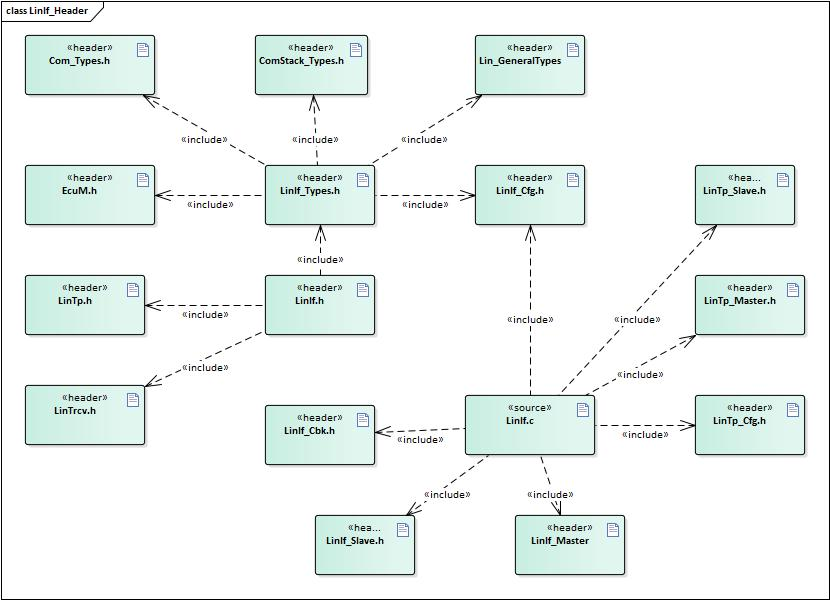 class LinIf_Header
«header»
Com_Types.h
«header»
ComStack_Types.h
«header»
Lin_GeneralTypes
«include»
«include»
«include»
«header»
EcuM.h
«header»
LinIf_Types.h
«header»
LinIf_Cfg.h
«hea...
LinTp_Slave.h
«include»
«include»
«include»
«header»
LinTp.h
«header»
LinIf.h
«header»
LinTp_Master.h
«include»
«include»
«include»
«include»
«include»
«header»
LinTrcv.h
«header»
LinIf_Cbk.h
«source»
LinIf.c
«header»
LinTp_Cfg.h
«include»
«include»
«include»
«include»
«hea...
LinIf_Slave.h
«header»
LinIf_Master